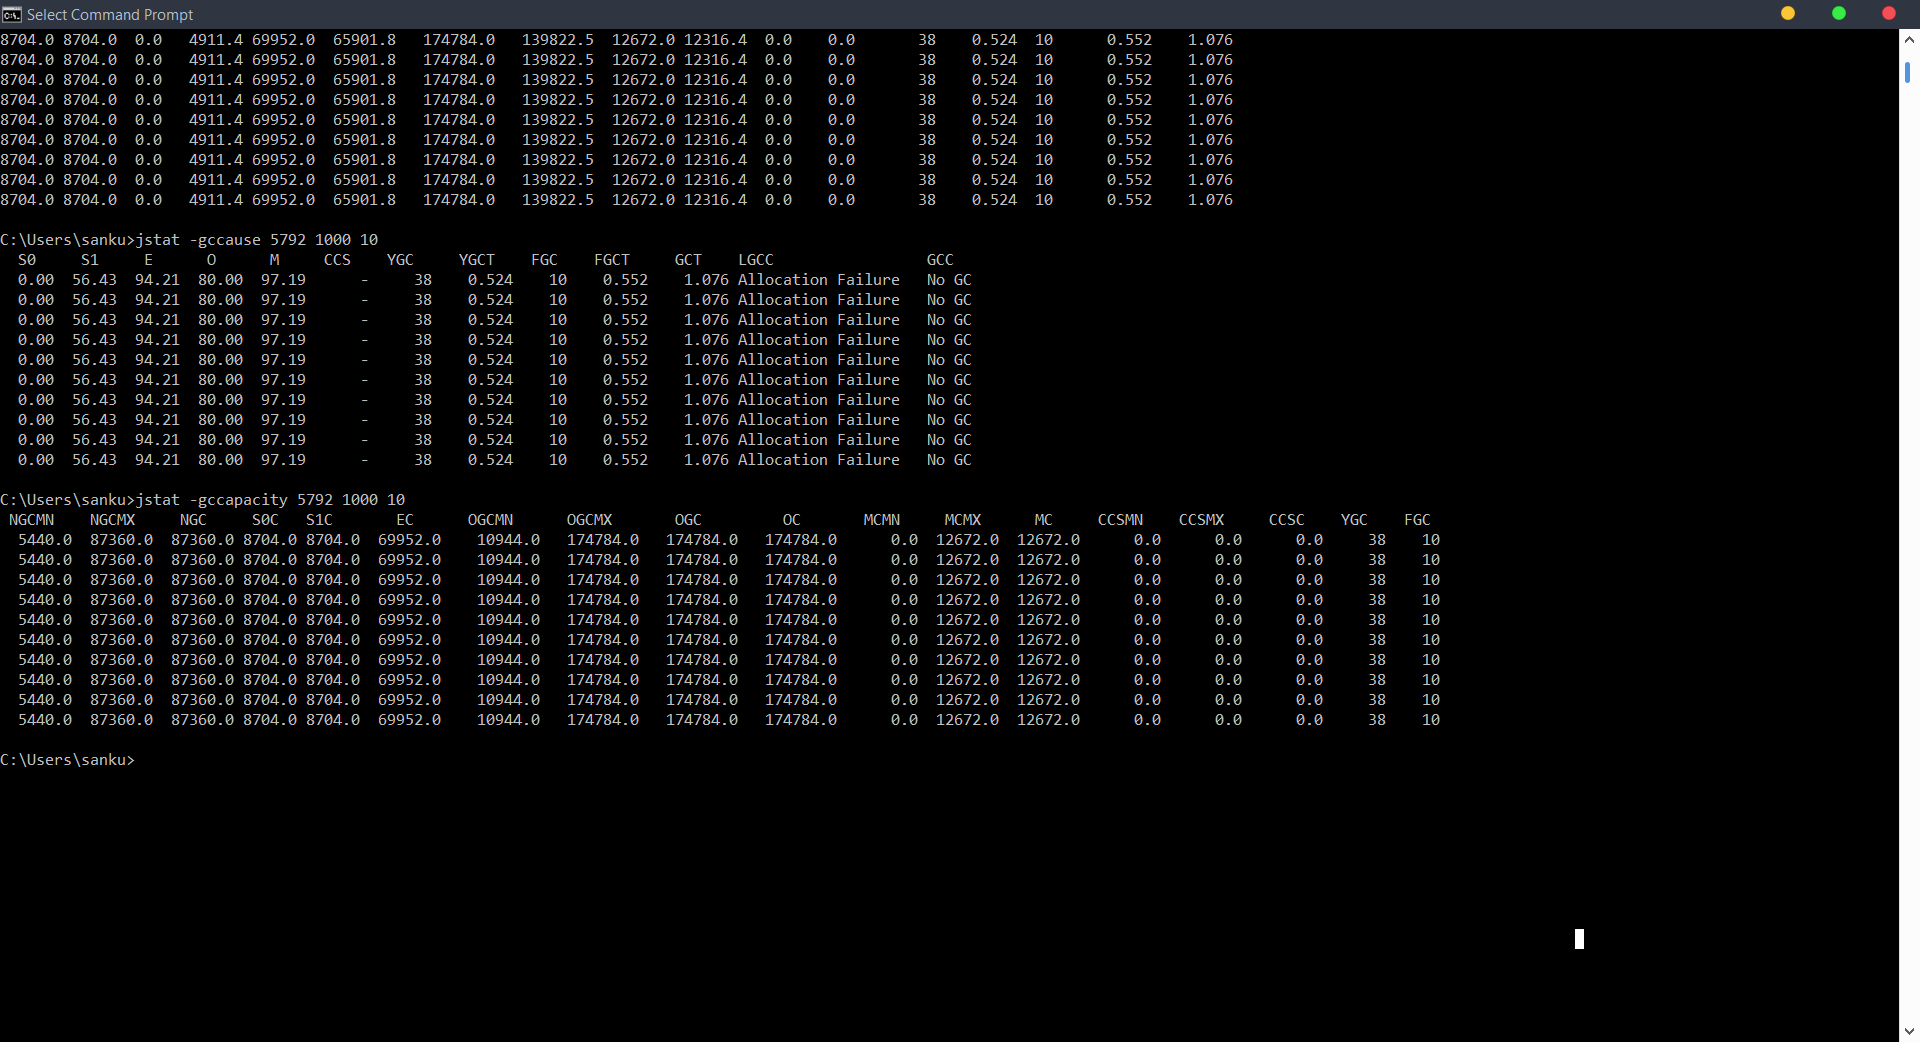 Select Command Prompt
8704.0 8704.0  0.0   4911.4 69952.0  65901.8   174784.0   139822.5  12672.0 12316.4  0.0    0.0       38    0.524  10      0.552    1.076
8704.0 8704.0  0.0   4911.4 69952.0  65901.8   174784.0   139822.5  12672.0 12316.4  0.0    0.0       38    0.524  10      0.552    1.076
8704.0 8704.0  0.0   4911.4 69952.0  65901.8   174784.0   139822.5  12672.0 12316.4  0.0    0.0       38    0.524  10      0.552    1.076
8704.0 8704.0  0.0   4911.4 69952.0  65901.8   174784.0   139822.5  12672.0 12316.4  0.0    0.0       38    0.524  10      0.552    1.076
8704.0 8704.0  0.0   4911.4 69952.0  65901.8   174784.0   139822.5  12672.0 12316.4  0.0    0.0       38    0.524  10      0.552    1.076
8704.0 8704.0  0.0   4911.4 69952.0  65901.8   174784.0   139822.5  12672.0 12316.4  0.0    0.0       38    0.524  10      0.552    1.076
8704.0 8704.0  0.0   4911.4 69952.0  65901.8   174784.0   139822.5  12672.0 12316.4  0.0    0.0       38    0.524  10      0.552    1.076
8704.0 8704.0  0.0   4911.4 69952.0  65901.8   174784.0   139822.5  12672.0 12316.4  0.0    0.0       38    0.524  10      0.552    1.076
8704.0 8704.0  0.0   4911.4 69952.0  65901.8   174784.0   139822.5  12672.0 12316.4  0.0    0.0       38    0.524  10      0.552    1.076
C:\Users\sanku>jstat -gccause 5792 1000 10
  S0     S1     E      O      M     CCS    YGC     YGCT    FGC    FGCT     GCT    LGCC                 GCC
  0.00  56.43  94.21  80.00  97.19      -     38    0.524    10    0.552    1.076 Allocation Failure   No GC
  0.00  56.43  94.21  80.00  97.19      -     38    0.524    10    0.552    1.076 Allocation Failure   No GC
  0.00  56.43  94.21  80.00  97.19      -     38    0.524    10    0.552    1.076 Allocation Failure   No GC
  0.00  56.43  94.21  80.00  97.19      -     38    0.524    10    0.552    1.076 Allocation Failure   No GC
  0.00  56.43  94.21  80.00  97.19      -     38    0.524    10    0.552    1.076 Allocation Failure   No GC
  0.00  56.43  94.21  80.00  97.19      -     38    0.524    10    0.552    1.076 Allocation Failure   No GC
  0.00  56.43  94.21  80.00  97.19      -     38    0.524    10    0.552    1.076 Allocation Failure   No GC
  0.00  56.43  94.21  80.00  97.19      -     38    0.524    10    0.552    1.076 Allocation Failure   No GC
  0.00  56.43  94.21  80.00  97.19      -     38    0.524    10    0.552    1.076 Allocation Failure   No GC
  0.00  56.43  94.21  80.00  97.19      -     38    0.524    10    0.552    1.076 Allocation Failure   No GC
C:\Users\sanku>jstat -gccapacity 5792 1000 10
 NGCMN    NGCMX     NGC     S0C   S1C       EC      OGCMN      OGCMX       OGC         OC       MCMN     MCMX      MC     CCSMN    CCSMX     CCSC    YGC    FGC
  5440.0  87360.0  87360.0 8704.0 8704.0  69952.0    10944.0   174784.0   174784.0   174784.0      0.0  12672.0  12672.0      0.0      0.0      0.0     38    10
  5440.0  87360.0  87360.0 8704.0 8704.0  69952.0    10944.0   174784.0   174784.0   174784.0      0.0  12672.0  12672.0      0.0      0.0      0.0     38    10
  5440.0  87360.0  87360.0 8704.0 8704.0  69952.0    10944.0   174784.0   174784.0   174784.0      0.0  12672.0  12672.0      0.0      0.0      0.0     38    10
  5440.0  87360.0  87360.0 8704.0 8704.0  69952.0    10944.0   174784.0   174784.0   174784.0      0.0  12672.0  12672.0      0.0      0.0      0.0     38    10
  5440.0  87360.0  87360.0 8704.0 8704.0  69952.0    10944.0   174784.0   174784.0   174784.0      0.0  12672.0  12672.0      0.0      0.0      0.0     38    10
  5440.0  87360.0  87360.0 8704.0 8704.0  69952.0    10944.0   174784.0   174784.0   174784.0      0.0  12672.0  12672.0      0.0      0.0      0.0     38    10
  5440.0  87360.0  87360.0 8704.0 8704.0  69952.0    10944.0   174784.0   174784.0   174784.0      0.0  12672.0  12672.0      0.0      0.0      0.0     38    10
  5440.0  87360.0  87360.0 8704.0 8704.0  69952.0    10944.0   174784.0   174784.0   174784.0      0.0  12672.0  12672.0      0.0      0.0      0.0     38    10
  5440.0  87360.0  87360.0 8704.0 8704.0  69952.0    10944.0   174784.0   174784.0   174784.0      0.0  12672.0  12672.0      0.0      0.0      0.0     38    10
  5440.0  87360.0  87360.0 8704.0 8704.0  69952.0    10944.0   174784.0   174784.0   174784.0      0.0  12672.0  12672.0      0.0      0.0      0.0     38    10
C:\Users\sanku>